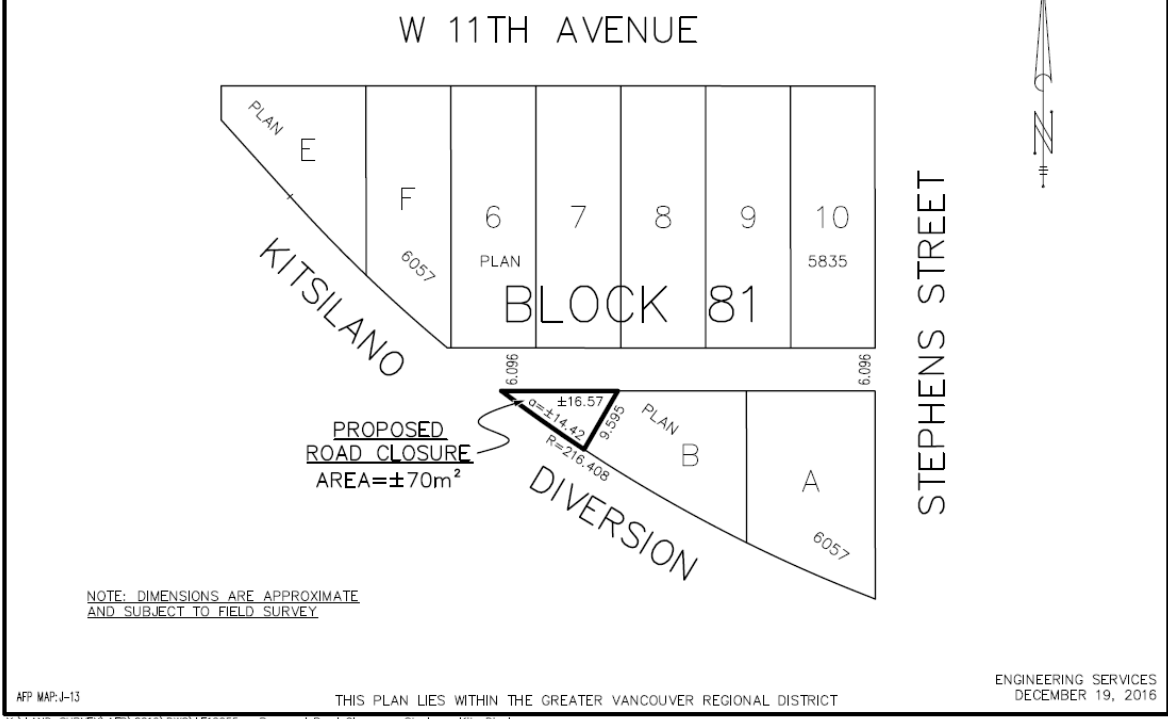 W 11TH AVENUE
N
PLAN
E
F
6057
6
7
8
9
10
PLAN
5835
BLOCK 81
STEPHENS STREET
KITSILANO
6.096
6.096
±16.57
a=±14.42
9.595
R=216.408
PLAN
B
A
6057
PROPOSED
ROAD CLOSURE
AREA=±70m²
DIVERSION
NOTE: DIMENSIONS ARE APPROXIMATE
AND SUBJECT TO FIELD SURVEY
ENGINEERING SERVICES
DECEMBER 19, 2016
AFP MAP:J-13
THIS PLAN LIES WITHIN THE GREATER VANCOUVER REGIONAL DISTRICT